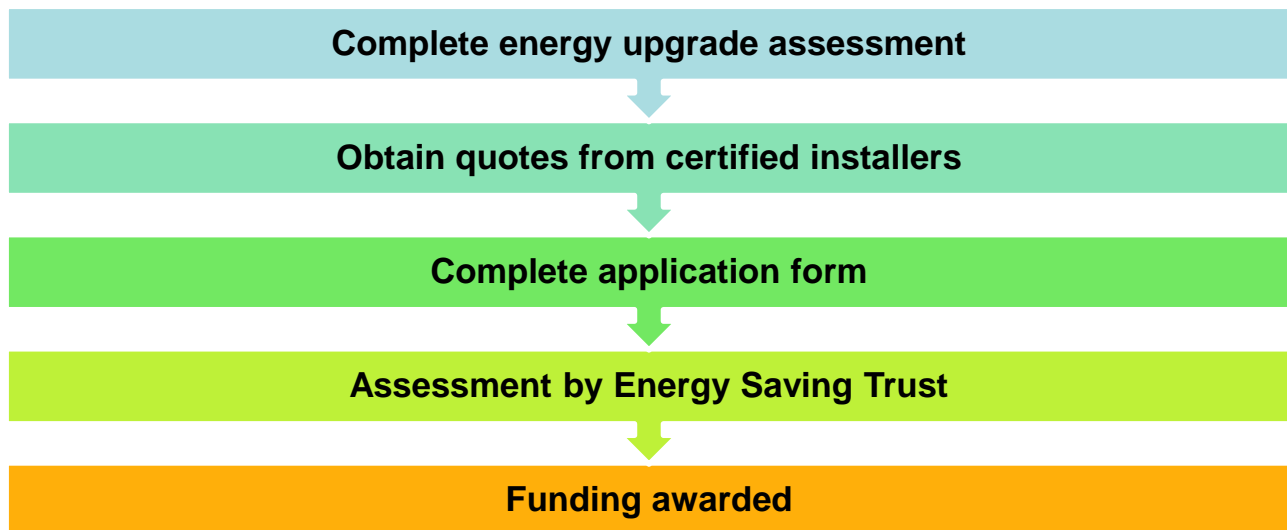 Complete energy upgrade assessment
Obtain quotes from certified installers
Complete application form
Assessment by Energy Saving Trust
Funding awarded